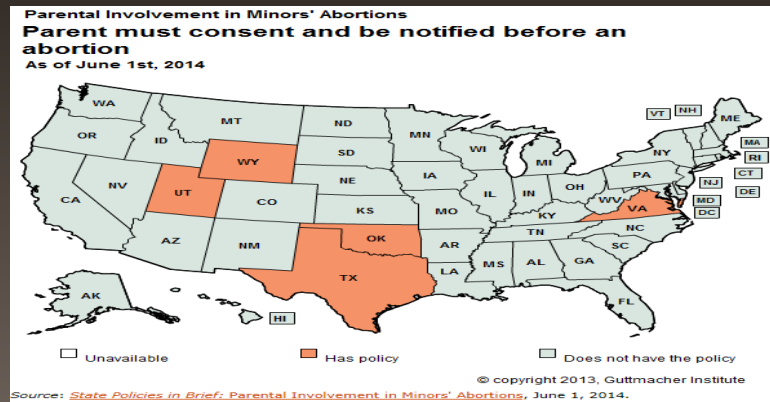 Parental Involvement in Minors' Abortions
Parent must consent and be notified before an
abortion
As of June 1st, 2014
WA
MT
ND
MN
VT
NH
ME
OR
ID
WY
SD
WI
MI
NY
MA
RI
CT
NV
UT
CO
NE
IA
IL
IN
OH
PA
NJ
DE
CA
KS
MO
KY
WV
VA
MD
DC
AZ
NM
OK
TX
AR
LA
TN
NC
SC
MS
AL
GA
FL
AK
HI
Unavailable
Has policy
Does not have the policy
© copyright 2013, Guttmacher Institute
Source: State Policies in Brief: Parental Involvement in Minors' Abortions, June 1, 2014.